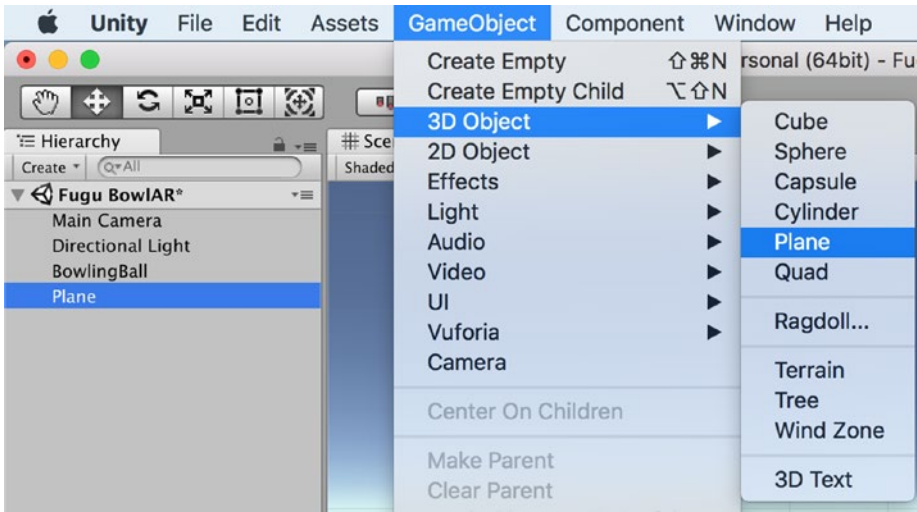 Unity File Edit Assets GameObject Component Window Help
rsonal (64bit) - Fu
Hierarchy
Create All
Fugu BowlAR*
Main Camera
Directional Light
BowlingBall
Plane
Sce
Shaded
Create Empty ⇧⌘N
Create Empty Child ⌥⇧N
3D Object
2D Object
Effects
Light
Audio
Video
UI
Vuforia
Camera
Center On Children
Make Parent
Clear Parent
Cube
Sphere
Capsule
Cylinder
Plane
Quad
Ragdoll...
Terrain
Tree
Wind Zone
3D Text